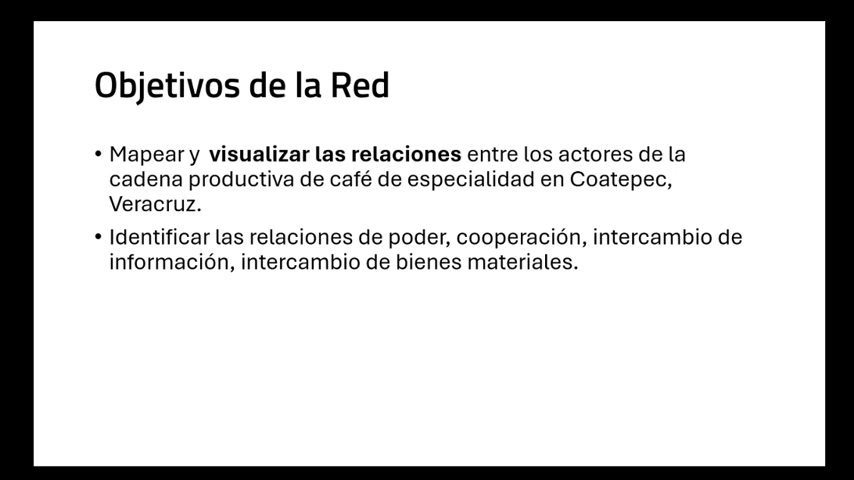 Objetivos de la Red
• Mapear y visualizar las relaciones entre los actores de la
cadena productiva de café de especialidad en Coatepec,
Veracruz.
• Identificar las relaciones de poder, cooperación, intercambio de
información, intercambio de bienes materiales.